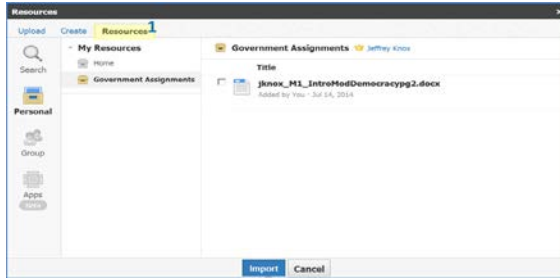 Resources
Upload Create Resources 1
Search
Personal
Group
Apps
Beta
My Resources
Home
Government Assignments
Government Assignments Jeffrey Knox
Title
jknox_M1_IntroModDemocracypg2.docx
Added by You · Jul 14, 2014
Import Cancel